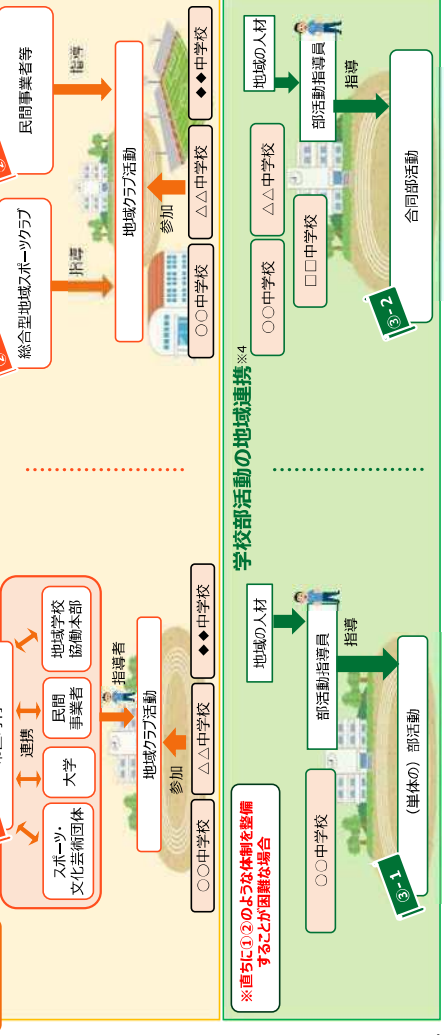 連携
スポーツ・
文化芸術団体
大学
民間
事業者
地域学校
協働本部
指導者
地域クラブ活動
参加
○○中学校
△△中学校
◆◆中学校
総合型地域スポーツクラブ
民間事業者等
指導
指導
地域クラブ活動
参加
○○中学校
△△中学校
◆◆中学校
学校部活動の地域連携※4
※直ちに①②のような体制を整備
することが困難な場合
○○中学校
地域の人材
部活動指導員
指導
(単体の)部活動
③-1
○○中学校
△△中学校
□□中学校
地域の人材
部活動指導員
指導
合同部活動
③-2